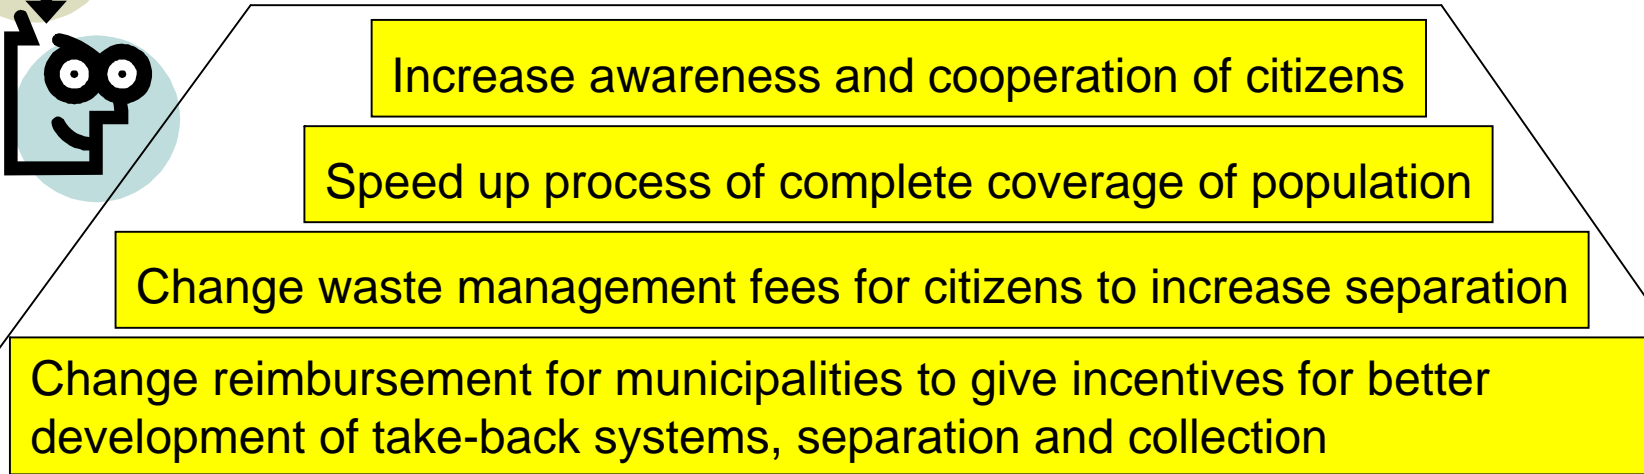 Increase awareness and cooperation of citizens
Speed up process of complete coverage of population
Change waste management fees for citizens to increase separation
Change reimbursement for municipalities to give incentives for better
development of take-back systems, separation and collection